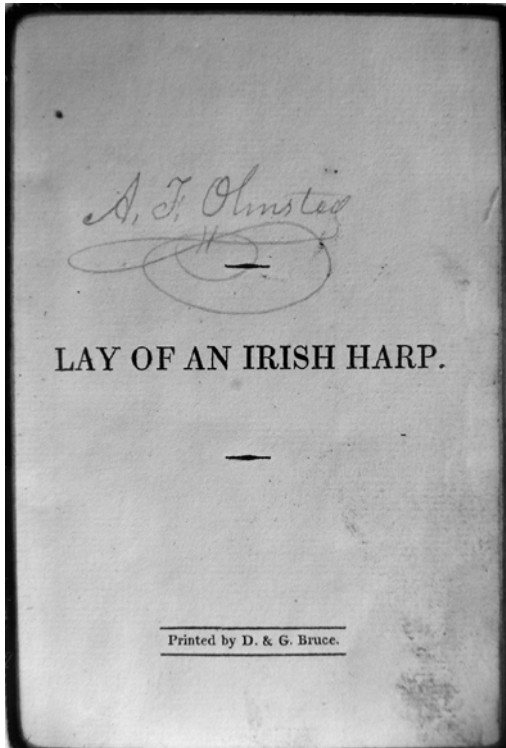 A. F. Olmsted
LAY OF AN IRISH HARP.
Printed by D. & G. Bruce.